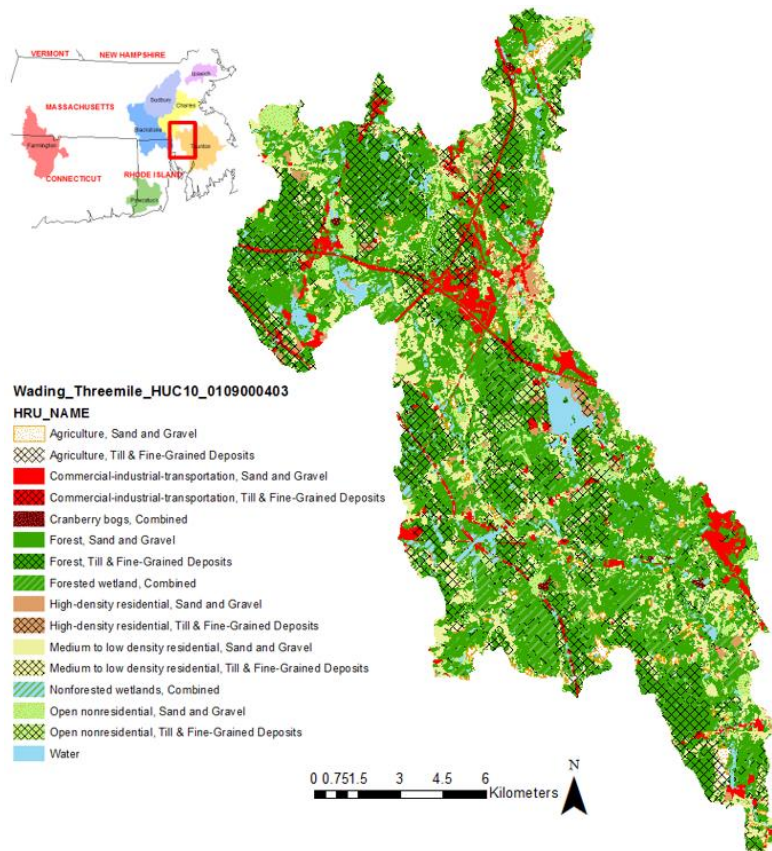 VERMONT
NEW HAMPSHIRE
Ipswich
MASSACHUSETTS
Sudbury
Charles
Blackstone
Farmington
Taunton
CONNECTICUT
RHODE ISLAND
Pawcatuck
Wading_Threemile_HUC10_0109000403
HRU_NAME
Agriculture, Sand and Gravel
Agriculture, Till & Fine-Grained Deposits
Commercial-industrial-transportation, Sand and Gravel
Commercial-industrial-transportation, Till & Fine-Grained Deposits
Cranberry bogs, Combined
Forest, Sand and Gravel
Forest, Till & Fine-Grained Deposits
Forested wetland, Combined
High-density residential, Sand and Gravel
High-density residential, Till & Fine-Grained Deposits
Medium to low density residential, Sand and Gravel
Medium to low density residential, Till & Fine-Grained Deposits
Nonforested wetlands, Combined
Open nonresidential, Sand and Gravel
Open nonresidential, Till & Fine-Grained Deposits
Water
N
0 0.751.5 3 4.5 6
Kilometers